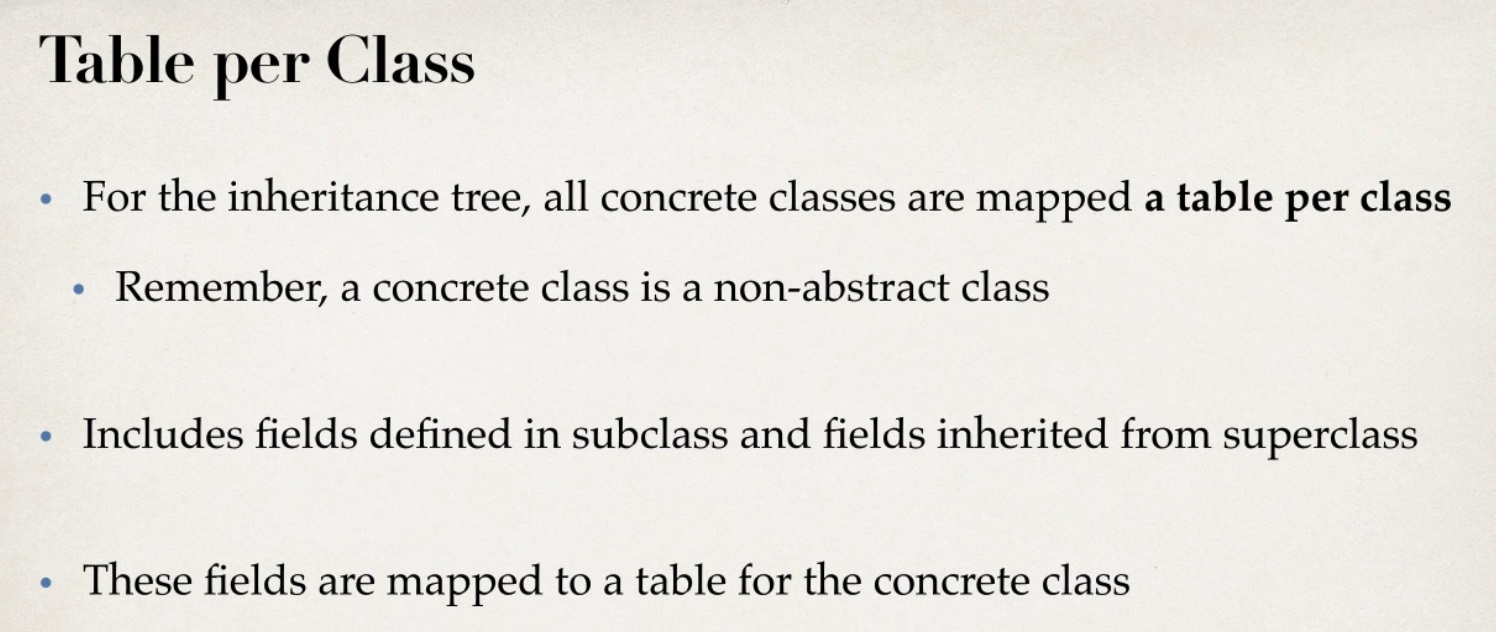 Table per Class
• For the inheritance tree, all concrete classes are mapped a table per class
• Remember, a concrete class is a non-abstract class
• Includes fields defined in subclass and fields inherited from superclass
• These fields are mapped to a table for the concrete class